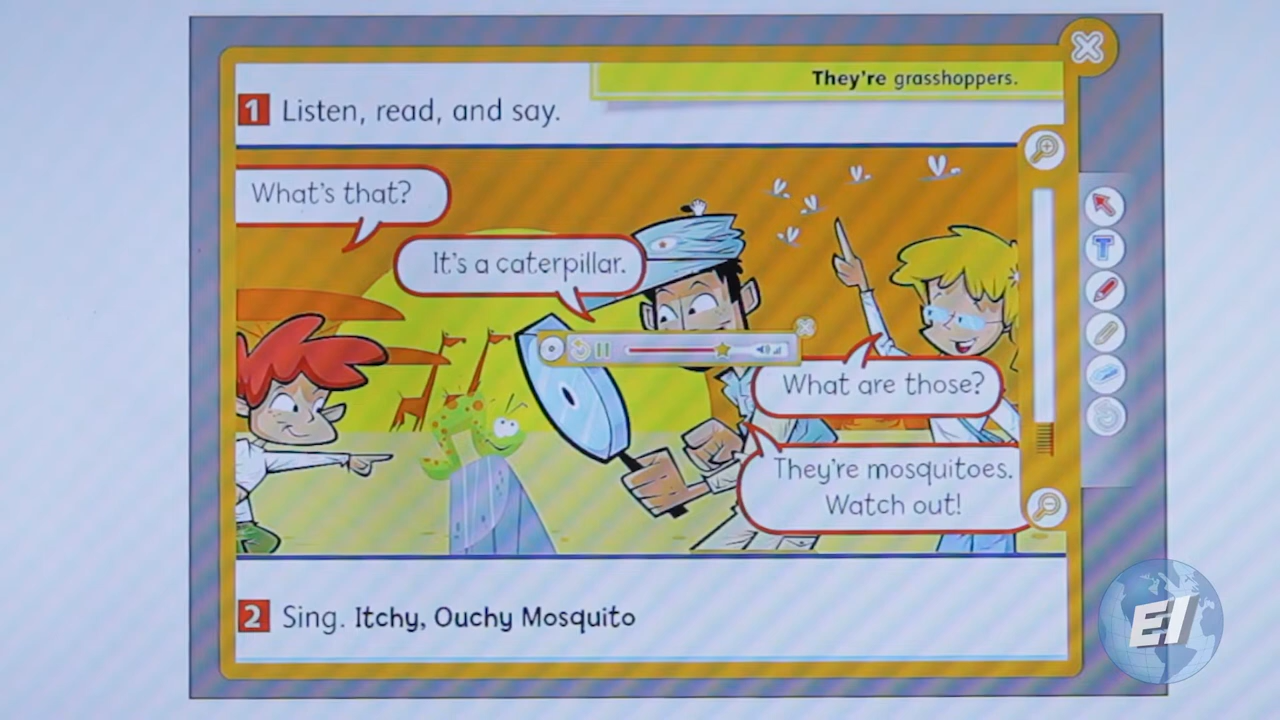 They're grasshoppers.
1 Listen, read, and say.
What's that?
It's a caterpillar.
What are those?
They're mosquitoes.
Watch out!
2 Sing. Itchy, Ouchy Mosquito
T
EI